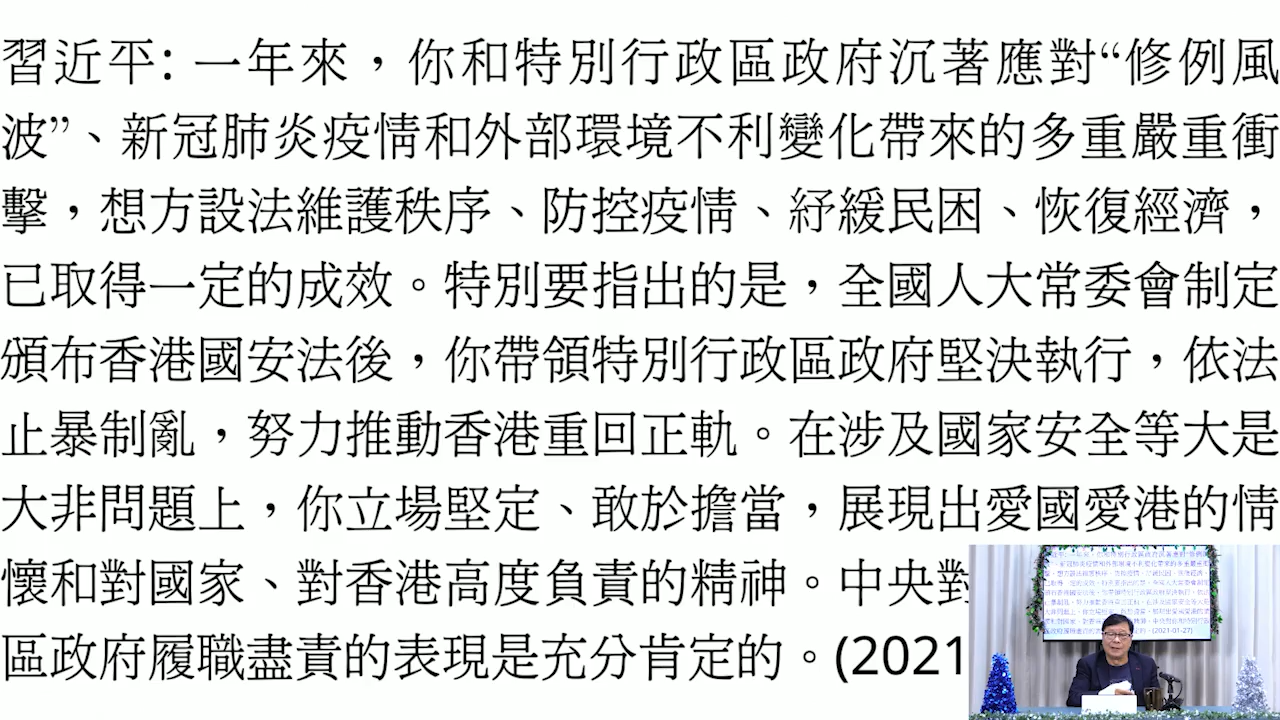 習近平: 一年來，你和特別行政區政府沉著應對“修例風
波”、新冠肺炎疫情和外部環境不利變化帶來的多重嚴重衝
擊，想方設法維護秩序、防控疫情、紓緩民困、恢復經濟，
已取得一定的成效。特別要指出的是，全國人大常委會制定
頒布香港國安法後，你帶領特別行政區政府堅決執行，依法
止暴制亂，努力推動香港重回正軌。在涉及國家安全等大是
大非問題上，你立場堅定、敢於擔當，展現出愛國愛港的情
懷和對國家、對香港高度負責的精神。中央對
區政府履職盡責的表現是充分肯定的。(2021